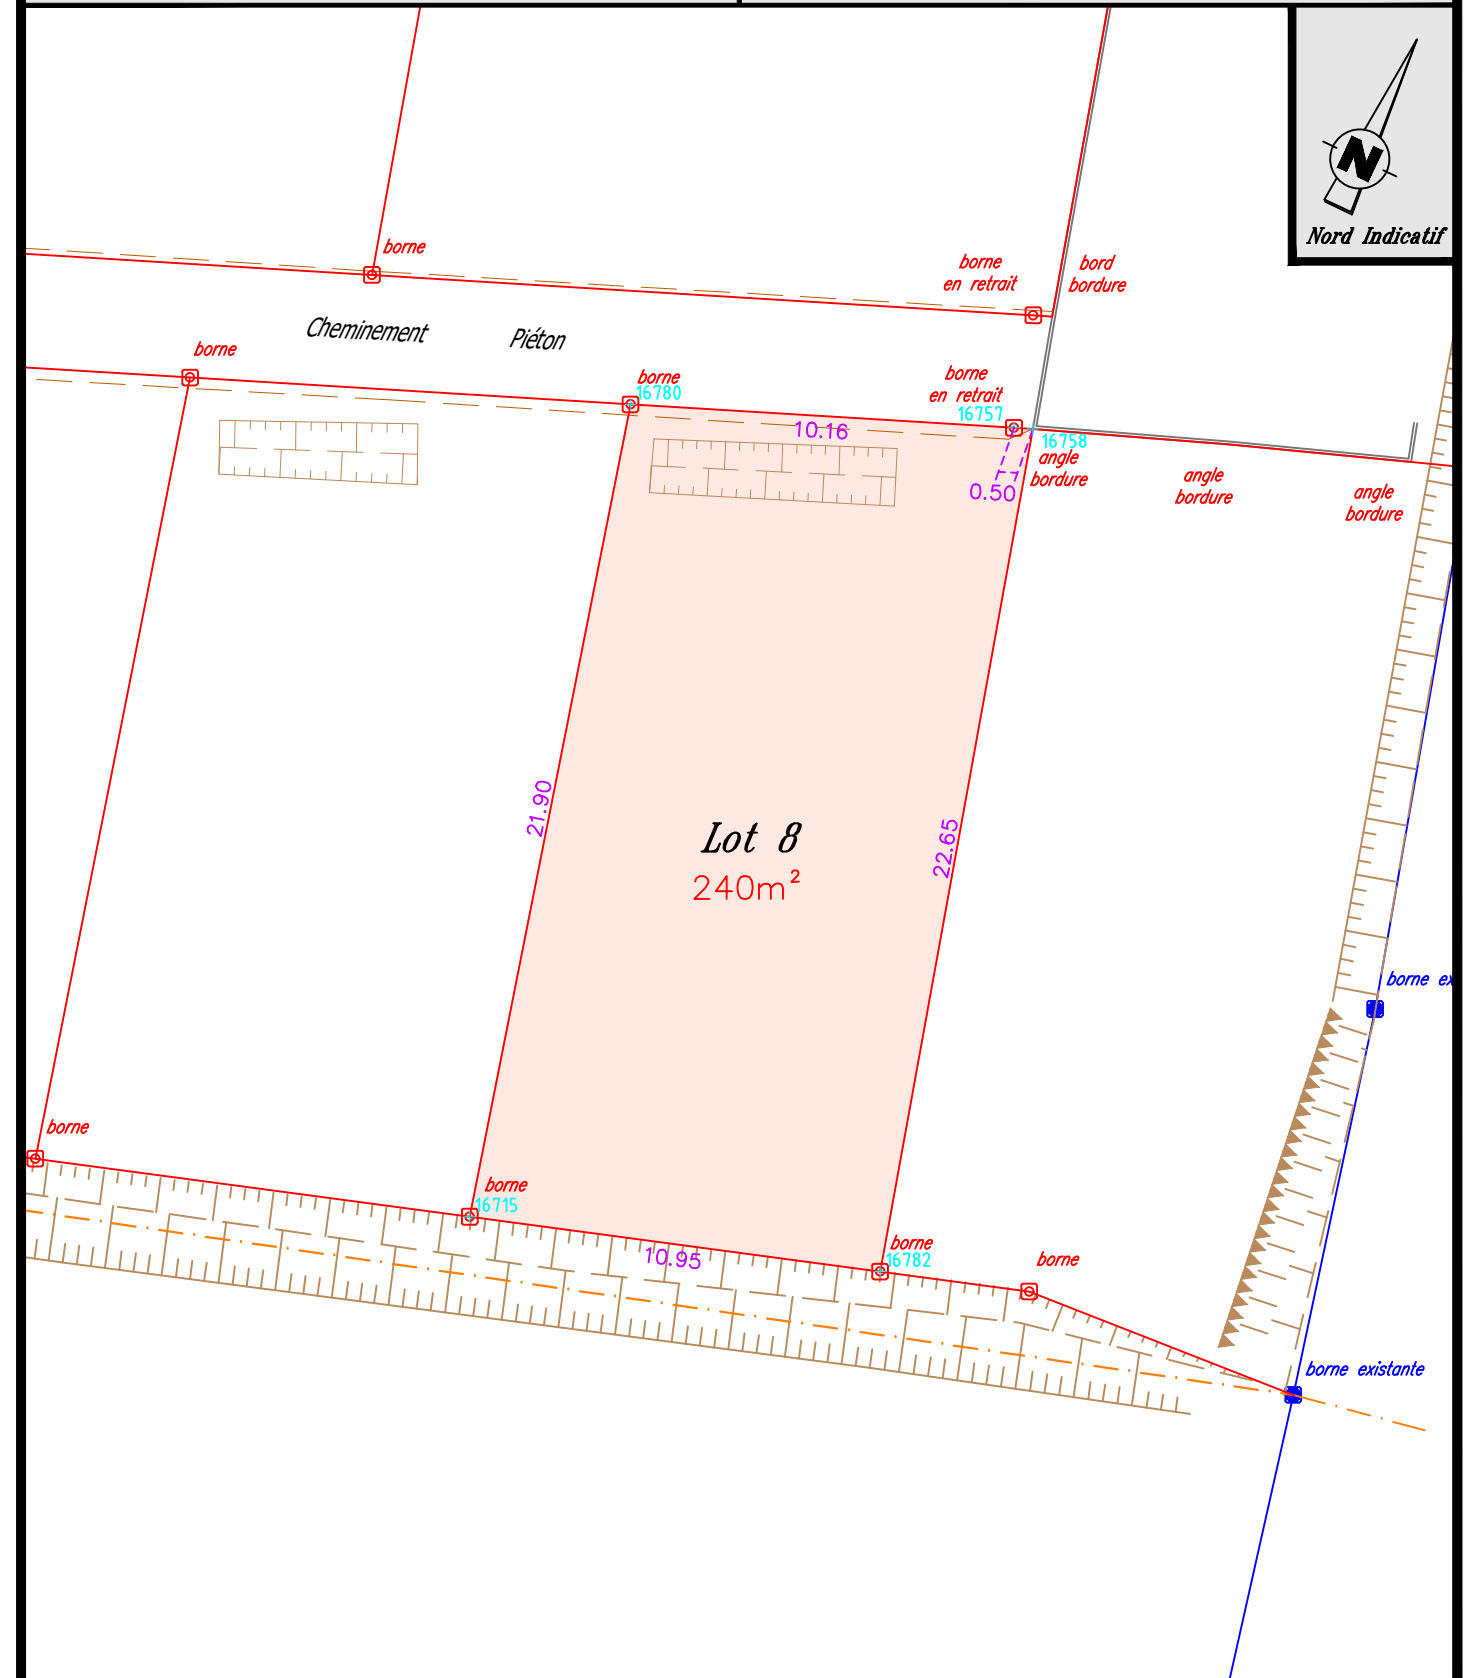 N
Nord Indicatif
borne
borne
en retrait
bord
bordure
Cheminement Piéton
borne
borne
16780
borne
en retrait
16757
10.16
16758
angle
bordure
0.50
angle
bordure
angle
bordure
21.90
22.65
Lot 8
240m²
borne ex
borne
borne
16715
10.95
borne
16782
borne
borne existante